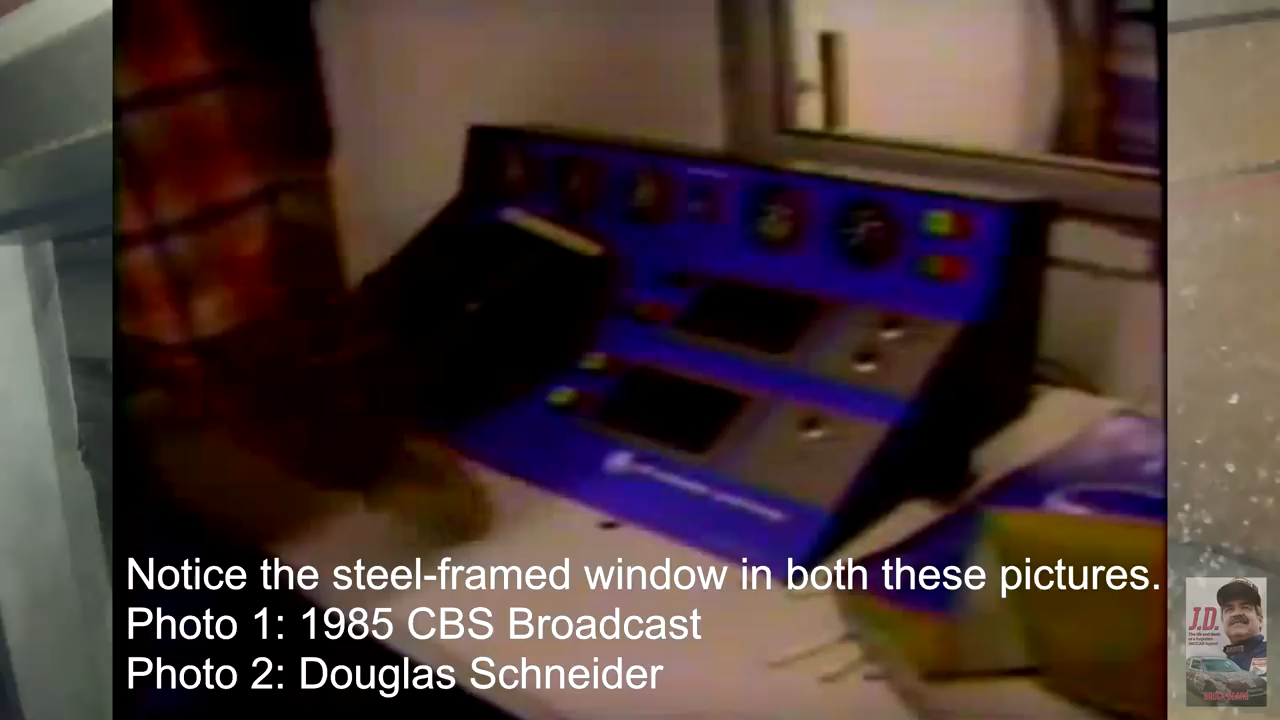 Notice the steel-framed window in both these pictures.
Photo 1: 1985 CBS Broadcast
Photo 2: Douglas Schneider
J.D.